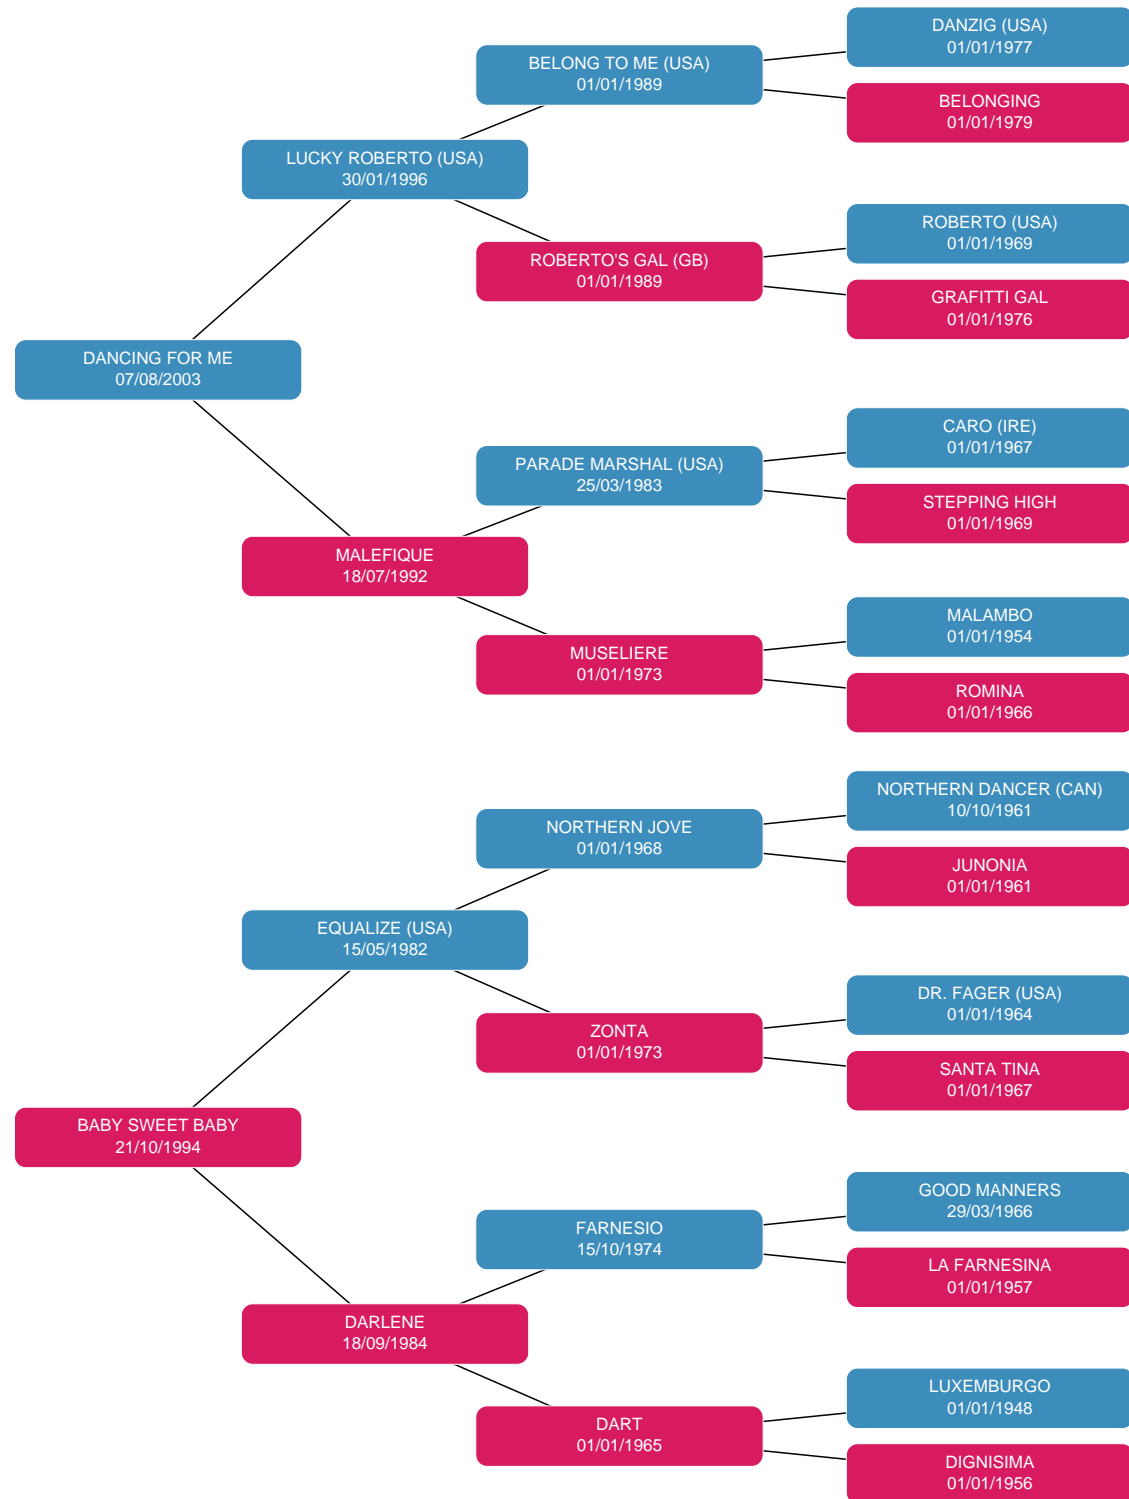 DANZIG (USA)
01/01/1977
BELONG TO ME (USA)
01/01/1989
BELONGING
01/01/1979
LUCKY ROBERTO (USA)
30/01/1996
ROBERTO (USA)
01/01/1969
ROBERTO'S GAL (GB)
01/01/1989
GRAFITTI GAL
01/01/1976
DANCING FOR ME
07/08/2003
CARO (IRE)
01/01/1967
PARADE MARSHAL (USA)
25/03/1983
STEPPING HIGH
01/01/1969
MALEFIQUE
18/07/1992
MALAMBO
01/01/1954
MUSELIERE
01/01/1973
ROMINA
01/01/1966
NORTHERN DANCER (CAN)
10/10/1961
NORTHERN JOVE
01/01/1968
JUNONIA
01/01/1961
EQUALIZE (USA)
15/05/1982
DR. FAGER (USA)
01/01/1964
ZONTA
01/01/1973
SANTA TINA
01/01/1967
BABY SWEET BABY
21/10/1994
GOOD MANNERS
29/03/1966
FARNESIO
15/10/1974
LA FARNESINA
01/01/1957
DARLENE
18/09/1984
LUXEMBURGO
01/01/1948
DART
01/01/1965
DIGNISIMA
01/01/1956